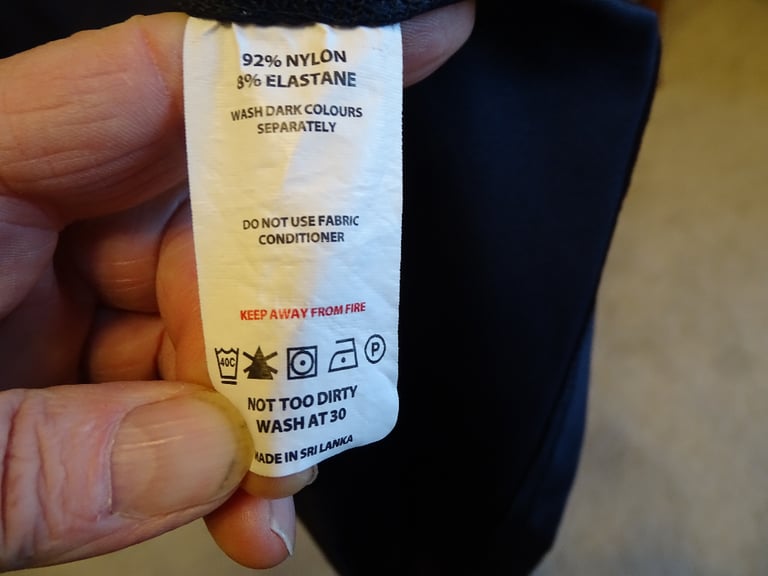 92% NYLON
8% ELASTANE
WASH DARK COLOURS
SEPARATELY
DO NOT USE FABRIC
CONDITIONER
KEEP AWAY FROM FIRE
40C P
NOT TOO DIRTY
WASH AT 30
MADE IN SRI LANKA